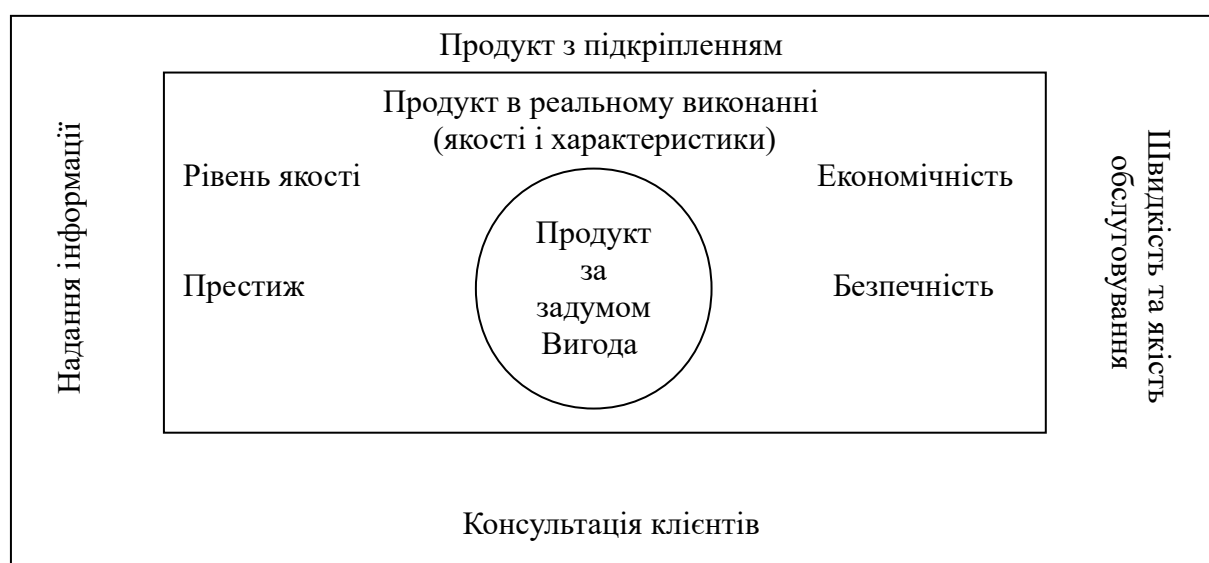 Продукт з підкріпленням
Продукт в реальному виконанні
(якості і характеристики)
Рівень якості
Економічність
Престиж
Безпечність
Продукт
за
задумом
Вигода
Надання інформації
Швидкість та якість
обслуговування
Консультація клієнтів